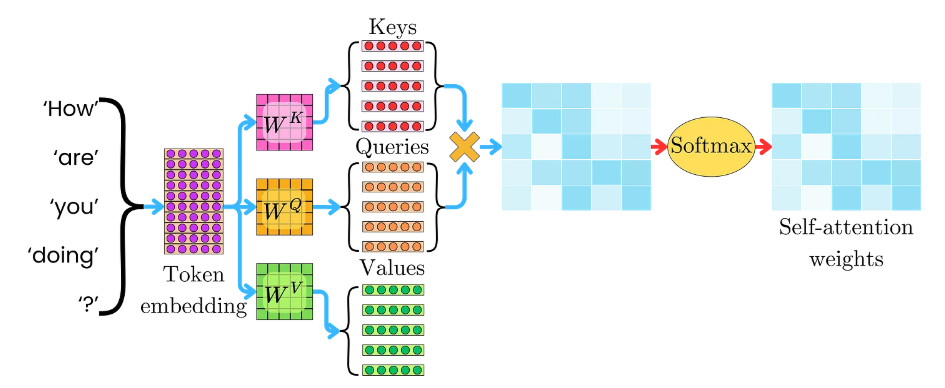 ‘How’
‘are’
‘you’
‘doing’
‘?’
Token
embedding
W^K
W^Q
W^V
Keys
Queries
Values
Softmax
Self-attention
weights